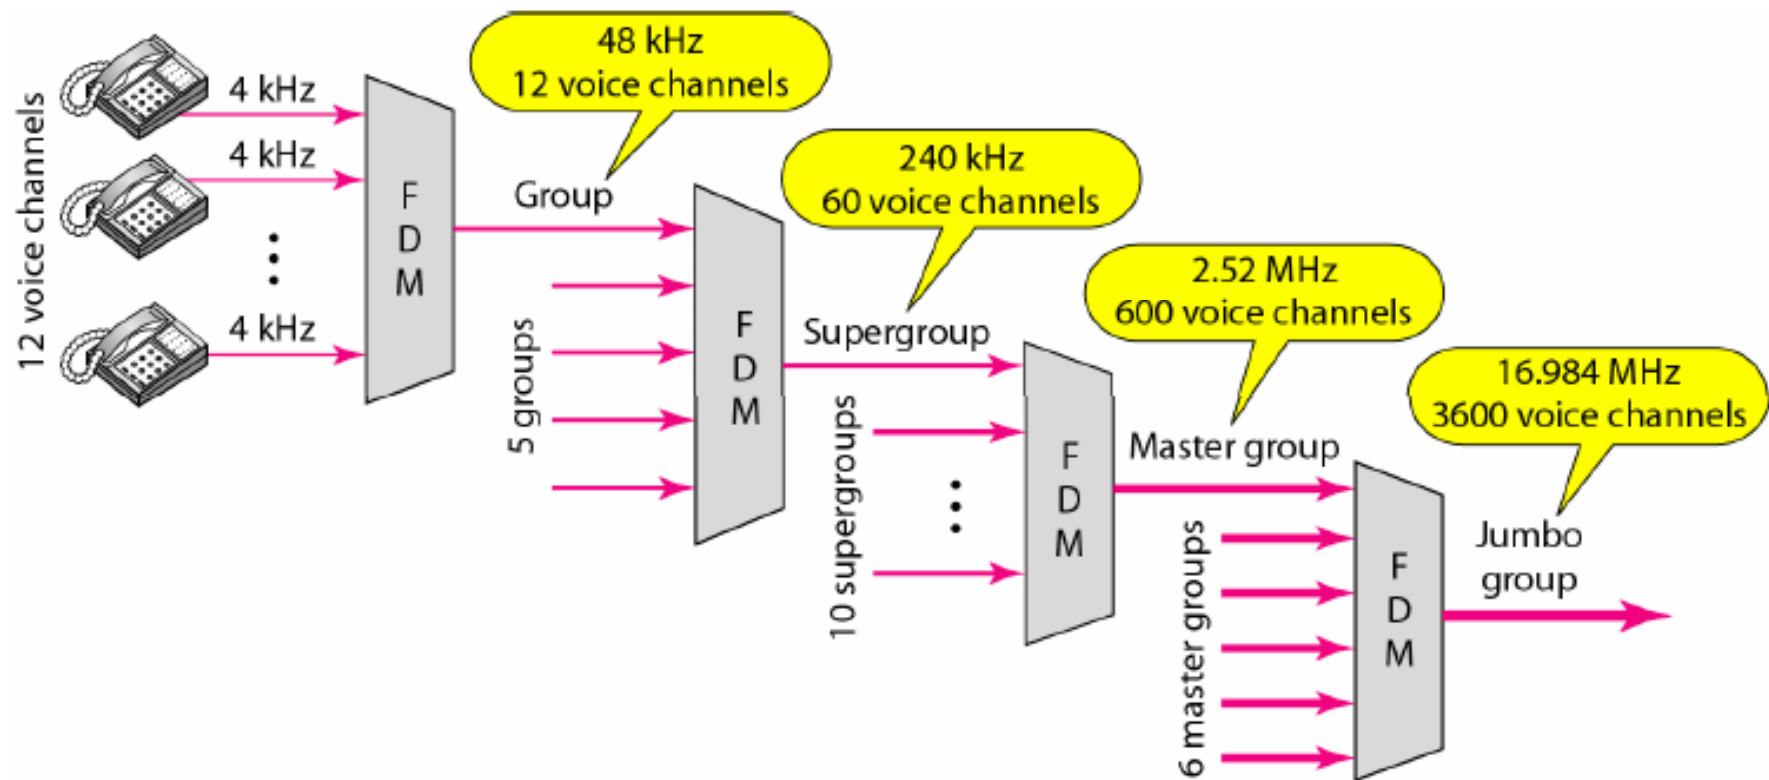 12 voice channels
4 kHz
4 kHz
4 kHz
F
D
M
48 kHz
12 voice channels
Group
5 groups
F
D
M
240 kHz
60 voice channels
Supergroup
10 supergroups
F
D
M
2.52 MHz
600 voice channels
Master group
6 master groups
F
D
M
16.984 MHz
3600 voice channels
Jumbo
group